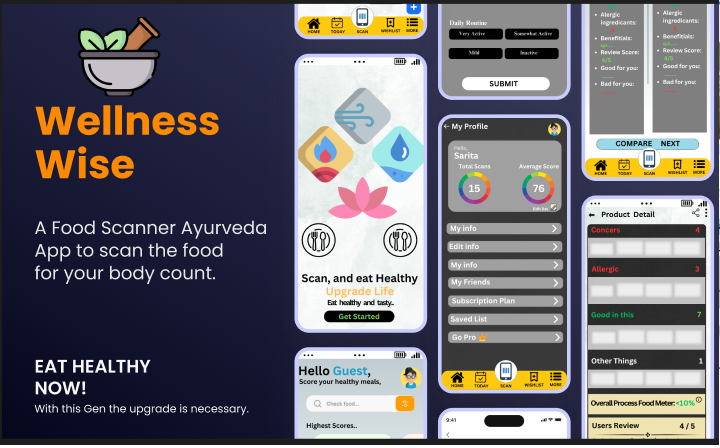 Wellness
Wise
A Food Scanner Ayurveda
App to scan the food
for your body count.
EAT HEALTHY
NOW!
With this Gen the upgrade is necessary.
HOME TODAY SCAN WISHLIST MORE
Scan, and eat Healthy
Upgrade Life
Eat healthy and tasty..
Get Started
Hello Guest,
Score your healthy meals,
Check food...
Highest Scores..
Daily Routine
Very Active Somewhat Active
Mild Inactive
SUBMIT
My Profile
Hello,
Sarita
Total Scans Average Score
15 76
Edit Bio
My info
Edit info
My info
My Friends
Subscription Plan
Saved List
Go Pro
HOME TODAY SCAN WISHLIST MORE
9:41
Alergic
Ingredicants:
Benefitials:
Review Score:
4/5
Good for you:
Bad for you:
Alergic
Ingredicants:
Benefitials:
Review Score:
4/5
Good for you:
Bad for you:
COMPARE NEXT
HOME TODAY SCAN WISHLIST MORE
Product Detail
Concers 4
Allergic 3
Good in this 7
Other Things 1
Overall Process Food Meter: <10%
Users Review 4 / 5